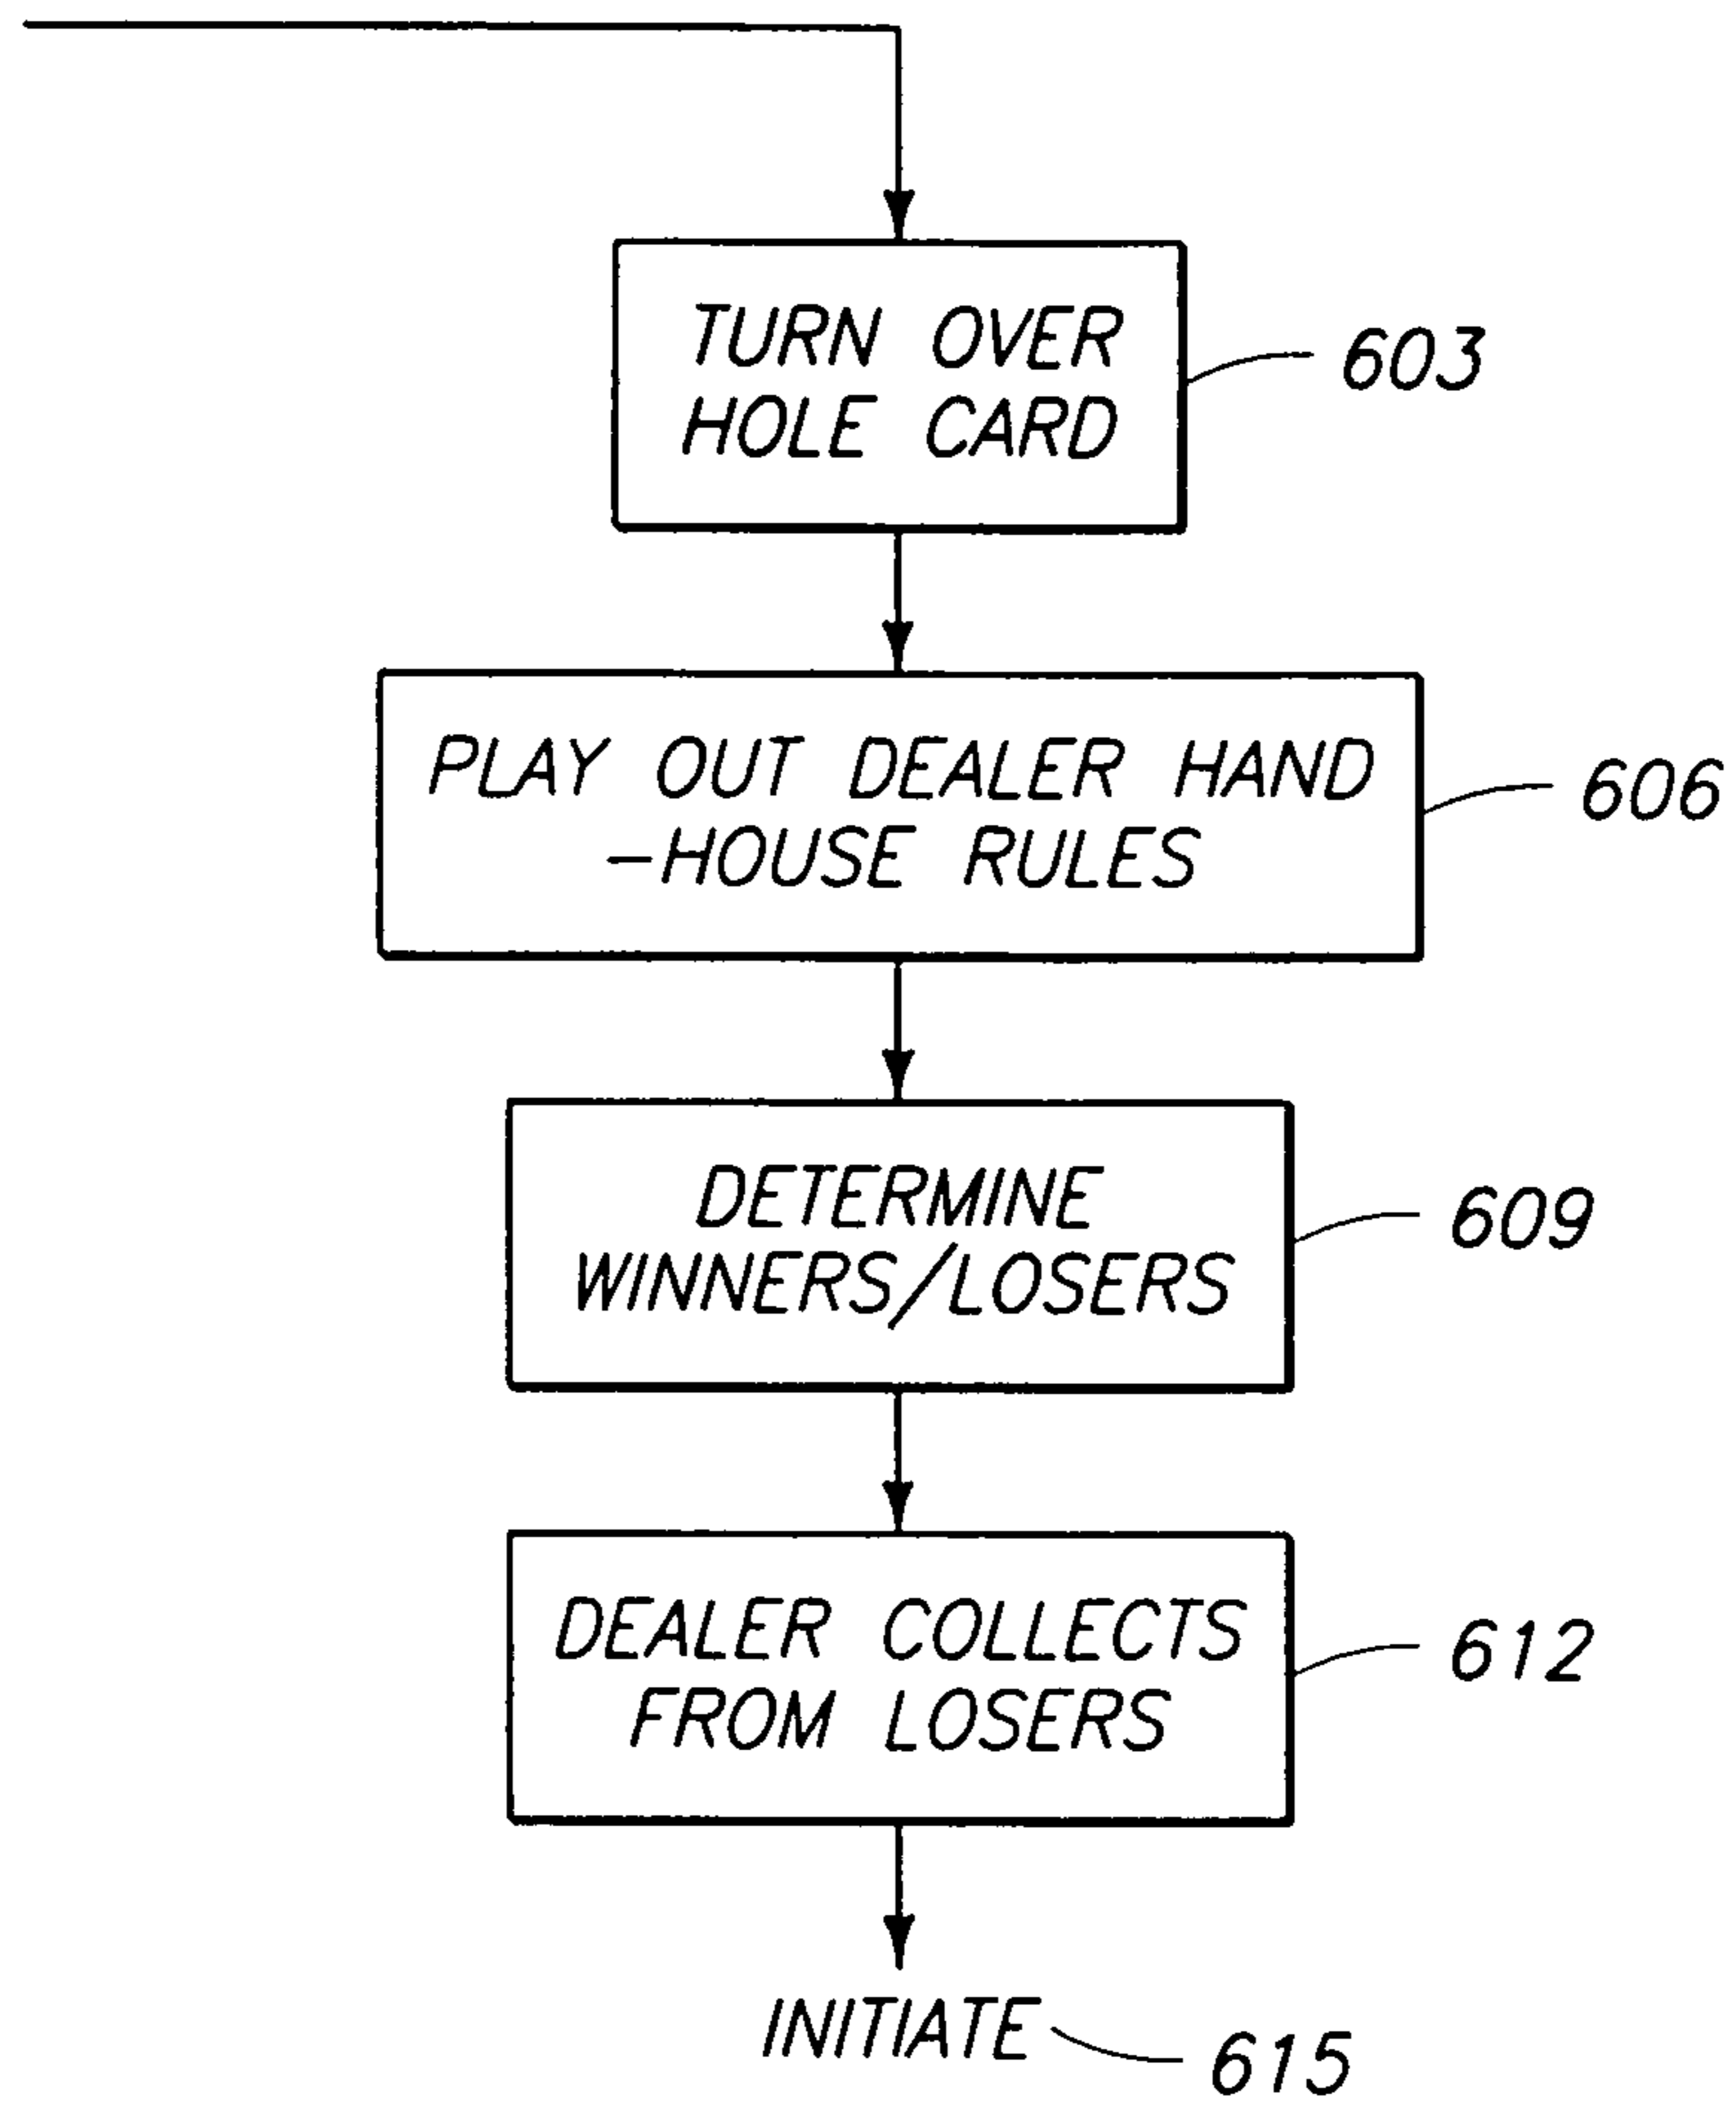 TURN OVER
HOLE CARD
603
PLAY OUT DEALER HAND
-HOUSE RULES
606
DETERMINE
WINNERS/LOSERS
609
DEALER COLLECTS
FROM LOSERS
612
INITIATE
615